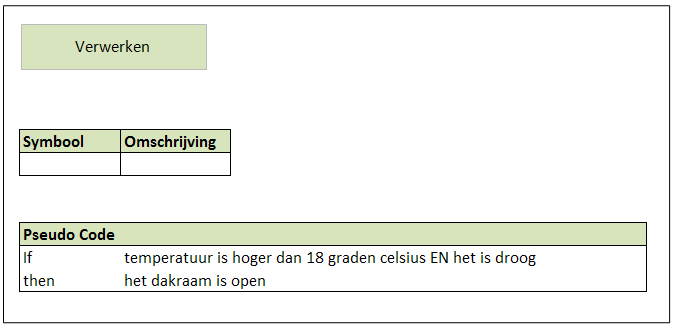 Verwerken
Symbool Omschrijving
Pseudo Code
If temperatuur is hoger dan 18 graden celsius EN het is droog
then het dakraam is open